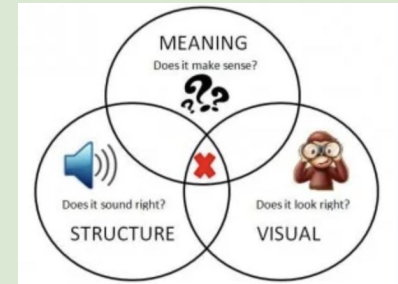 MEANING
Does it make sense?
???
Does it sound right?
Does it look right?
STRUCTURE
VISUAL